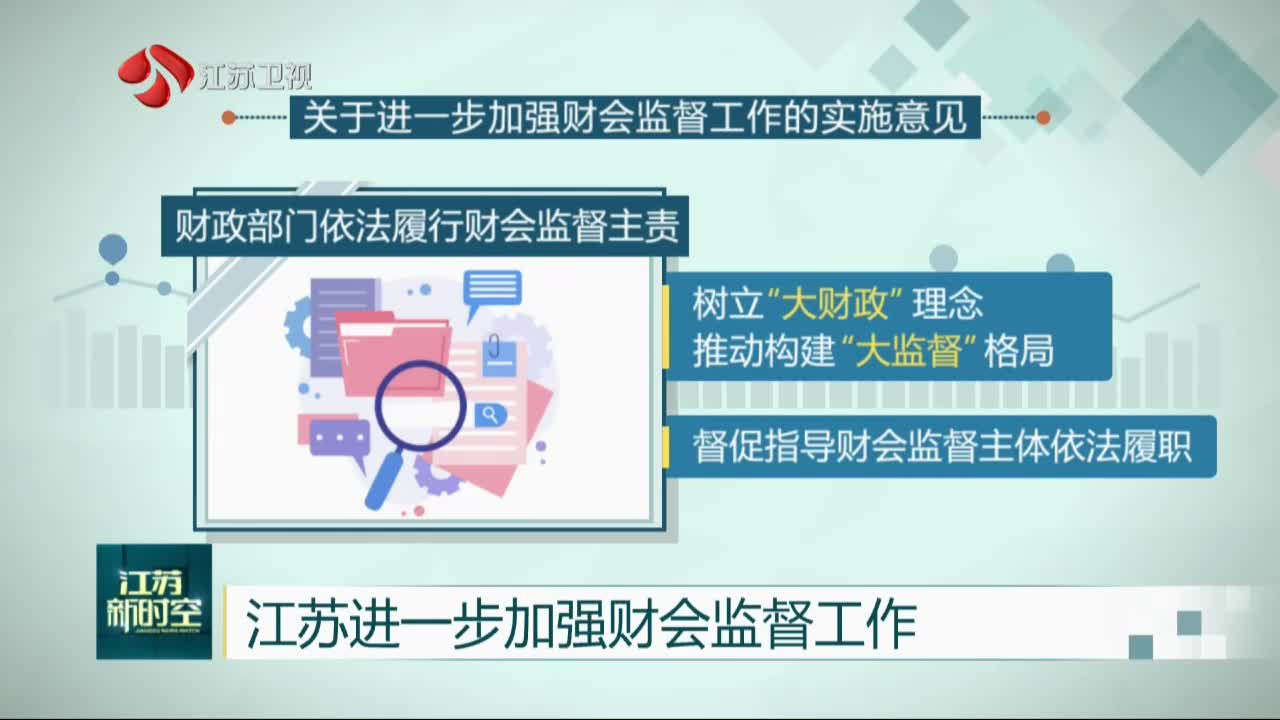 江苏卫视
关于进一步加强财会监督工作的实施意见
财政部门依法履行财会监督主责
树立“大财政”理念
推动构建“大监督”格局
督促指导财会监督主体依法履职
江苏
新时空
JIANGSU NEWS WATCH
江苏进一步加强财会监督工作